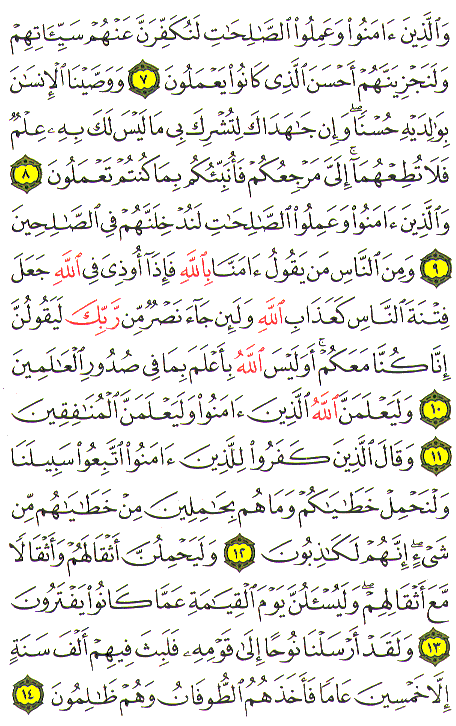 وَٱلَّذِينَ ءَامَنُوا۟ وَعَمِلُوا۟ ٱلصَّـٰلِحَـٰتِ لَنُكَفِّرَنَّ عَنْهُمْ سَيِّـَٔاتِهِمْ
وَلَنَجْزِيَنَّهُمْ أَحْسَنَ ٱلَّذِى كَانُوا۟ يَعْمَلُونَ ٧ وَوَصَّيْنَا ٱلْإِنسَـٰنَ
بِوَٰلِدَيْهِ حُسْنًا ۖ وَإِن جَـٰهَدَاكَ لِتُشْرِكَ بِى مَا لَيْسَ لَكَ بِهِۦ عِلْمٌ
فَلَا تُطِعْهُمَآ ۚ إِلَىَّ مَرْجِعُكُمْ فَأُنَبِّئُكُم بِمَا كُنتُمْ تَعْمَلُونَ ٨
وَٱلَّذِينَ ءَامَنُوا۟ وَعَمِلُوا۟ ٱلصَّـٰلِحَـٰتِ لَنُدْخِلَنَّهُمْ فِى ٱلصَّـٰلِحِينَ
٩ وَمِنَ ٱلنَّاسِ مَن يَقُولُ ءَامَنَّا بِٱللَّهِ فَإِذَآ أُوذِىَ فِى ٱللَّهِ جَعَلَ
فِتْنَةَ ٱلنَّاسِ كَعَذَابِ ٱللَّهِ وَلَئِن جَآءَ نَصْرٌ مِّن رَّبِّكَ لَيَقُولُنَّ
إِنَّا كُنَّا مَعَكُمْ ۚ أَوَلَيْسَ ٱللَّهُ بِأَعْلَمَ بِمَا فِى صُدُورِ ٱلْعَـٰلَمِينَ
١٠ وَلَيَعْلَمَنَّ ٱللَّهُ ٱلَّذِينَ ءَامَنُوا۟ وَلَيَعْلَمَنَّ ٱلْمُنَـٰفِقِينَ
١١ وَقَالَ ٱلَّذِينَ كَفَرُوا۟ لِلَّذِينَ ءَامَنُوا۟ ٱتَّبِعُوا۟ سَبِيلَنَا
وَلْنَحْمِلْ خَطَـٰيَـٰكُمْ وَمَا هُم بِحَـٰمِلِينَ مِنْ خَطَـٰيَـٰهُم مِّن
شَىْءٍ ۖ إِنَّهُمْ لَكَـٰذِبُونَ ١٢ وَلَيَحْمِلُنَّ أَثْقَالَهُمْ وَأَثْقَالًا
مَّعَ أَثْقَالِهِمْ ۖ وَلَيُسْـَٔلُنَّ يَوْمَ ٱلْقِيَـٰمَةِ عَمَّا كَانُوا۟ يَفْتَرُونَ
١٣ وَلَقَدْ أَرْسَلْنَا نُوحًا إِلَىٰ قَوْمِهِۦ فَلَبِثَ فِيهِمْ أَلْفَ سَنَةٍ
إِلَّا خَمْسِينَ عَامًا فَأَخَذَهُمُ ٱلطُّوفَانُ وَهُمْ ظَـٰلِمُونَ ١٤